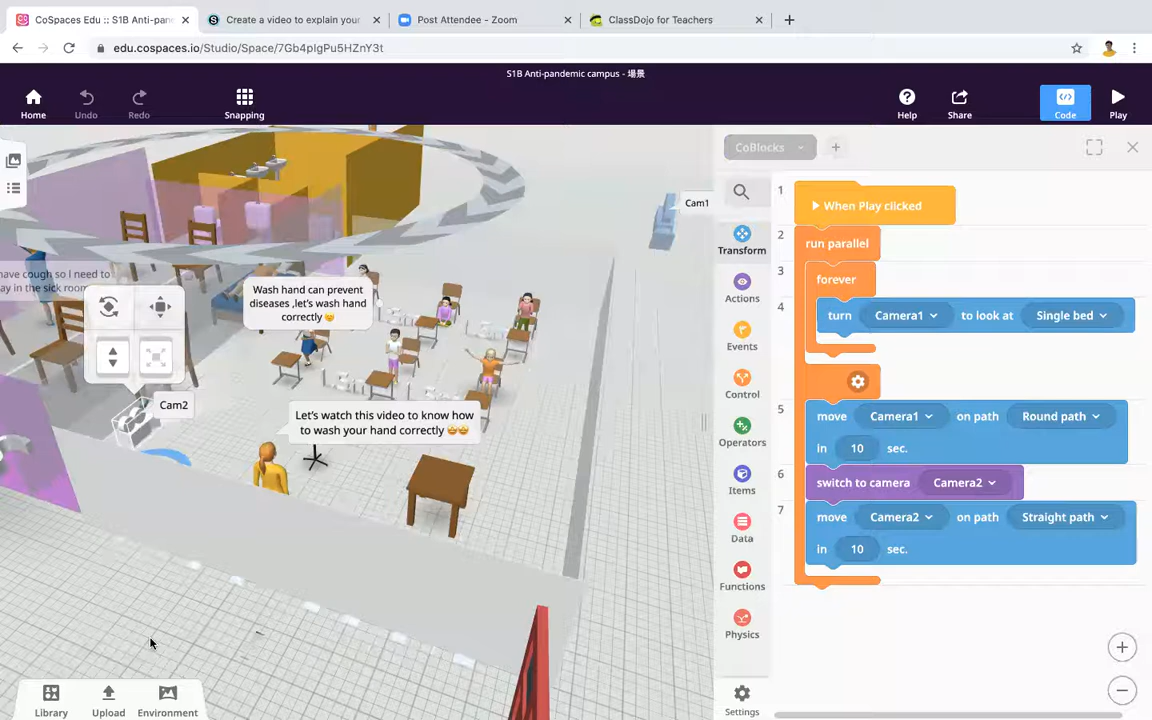 CoSpaces Edu :: S1B Anti-pan
Create a video to explain your
Post Attendee - Zoom
ClassDojo for Teachers
edu.cospaces.io/Studio/Space/7Gb4pIgPu5HZnY3t
S1B Anti-pandemic campus - 場景
Home
Undo
Redo
Snapping
Help
Share
Code
Play
CoBlocks
Cam1
have cough so I need to
ay in the sick room
Wash hand can prevent
diseases ,let's wash hand
correctly
Cam2
Let's watch this video to know how
to wash your hand correctly
Transform
Actions
Events
Control
Operators
Items
Data
Functions
Physics
Settings
1 When Play clicked
2 run parallel
3 forever
4 turn Camera1 to look at Single bed
5 move Camera1 on path Round path
in 10 sec.
6 switch to camera Camera2
7 move Camera2 on path Straight path
in 10 sec.
Library
Upload
Environment